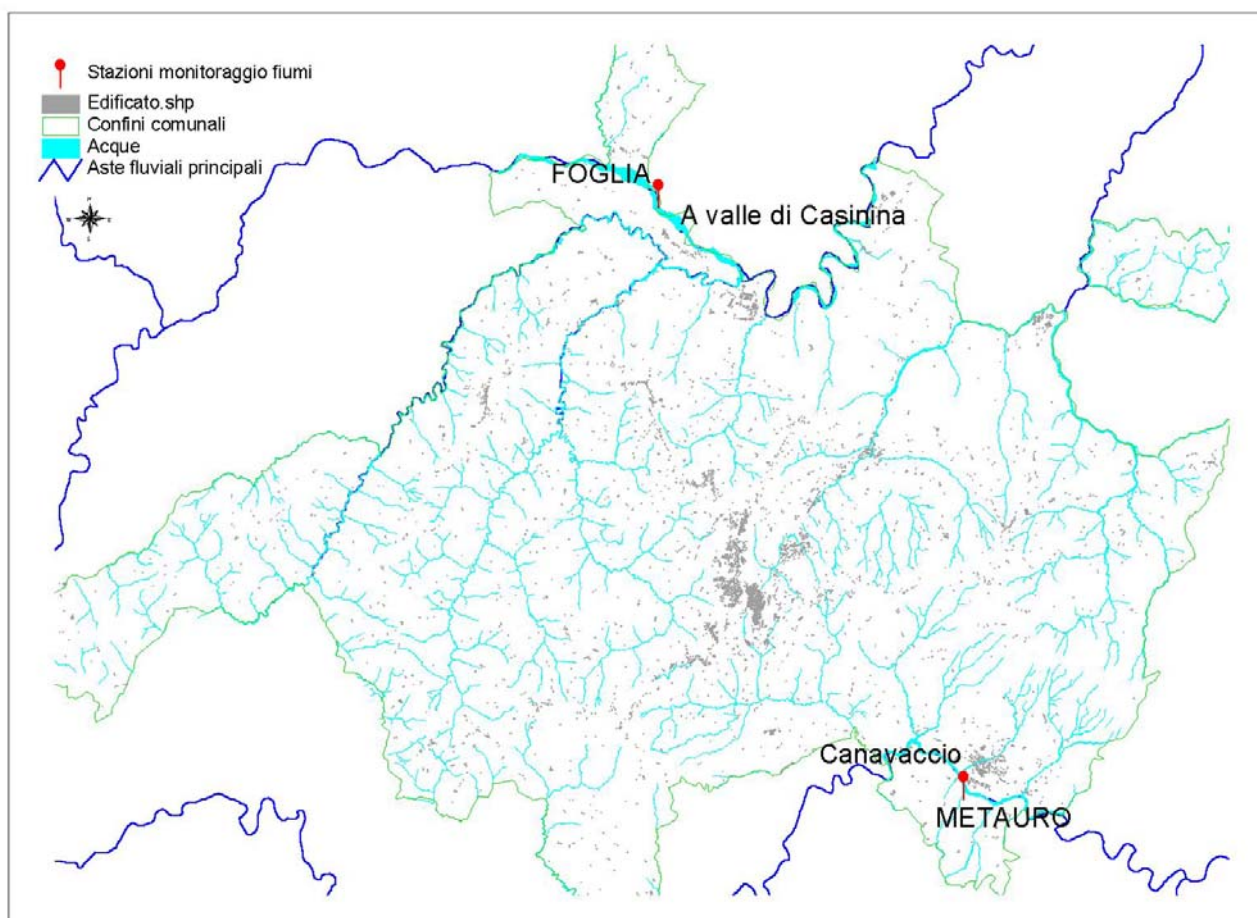 Stazioni monitoraggio fiumi
Edificato.shp
Confini comunali
Acque
Aste fluviali principali
FOGLIA
A valle di Casinina
Canavaccio
METAURO